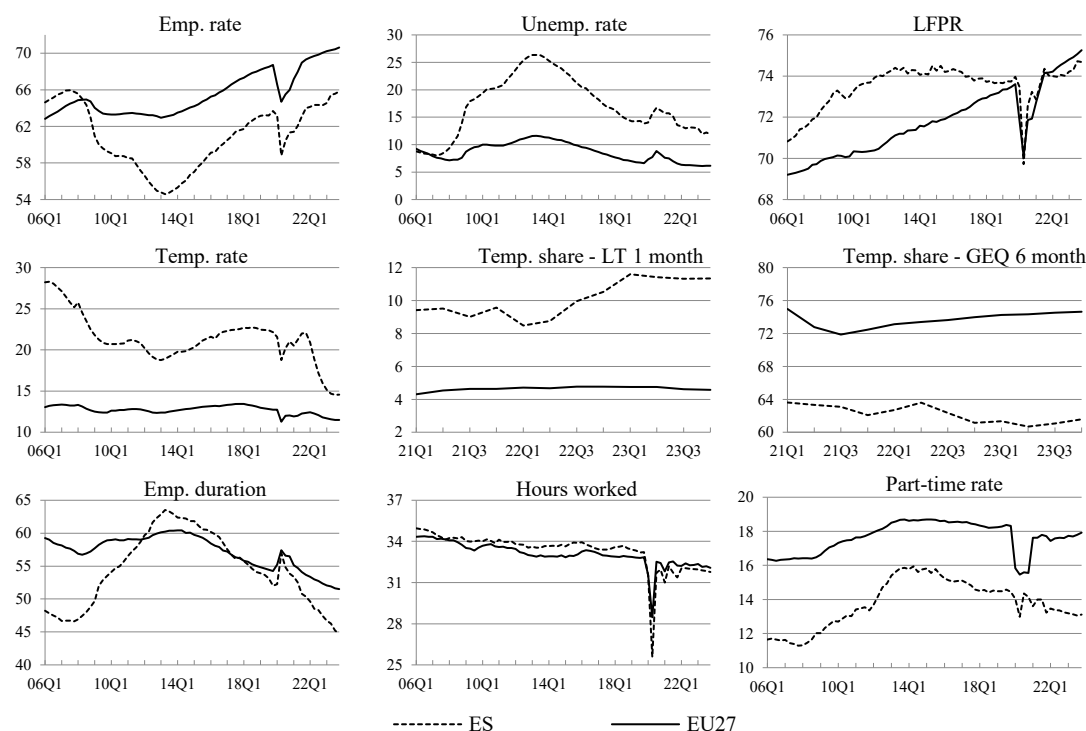 Emp. rate
70
66
62
58
54
06Q1 10Q1 14Q1 18Q1 22Q1
Unemp. rate
30
25
20
15
10
5
0
06Q1 10Q1 14Q1 18Q1 22Q1
LFPR
76
74
72
70
68
06Q1 10Q1 14Q1 18Q1 22Q1
Temp. rate
30
25
20
15
10
06Q1 10Q1 14Q1 18Q1 22Q1
Temp. share - LT 1 month
12
10
8
6
4
2
21Q1 21Q3 22Q1 22Q3 23Q1 23Q3
Temp. share - GEQ 6 month
80
76
72
68
64
60
21Q1 21Q3 22Q1 22Q3 23Q1 23Q3
Emp. duration
65
60
55
50
45
40
06Q1 10Q1 14Q1 18Q1 22Q1
Hours worked
37
34
31
28
25
06Q1 10Q1 14Q1 18Q1 22Q1
Part-time rate
20
18
16
14
12
10
06Q1 10Q1 14Q1 18Q1 22Q1
ES EU27